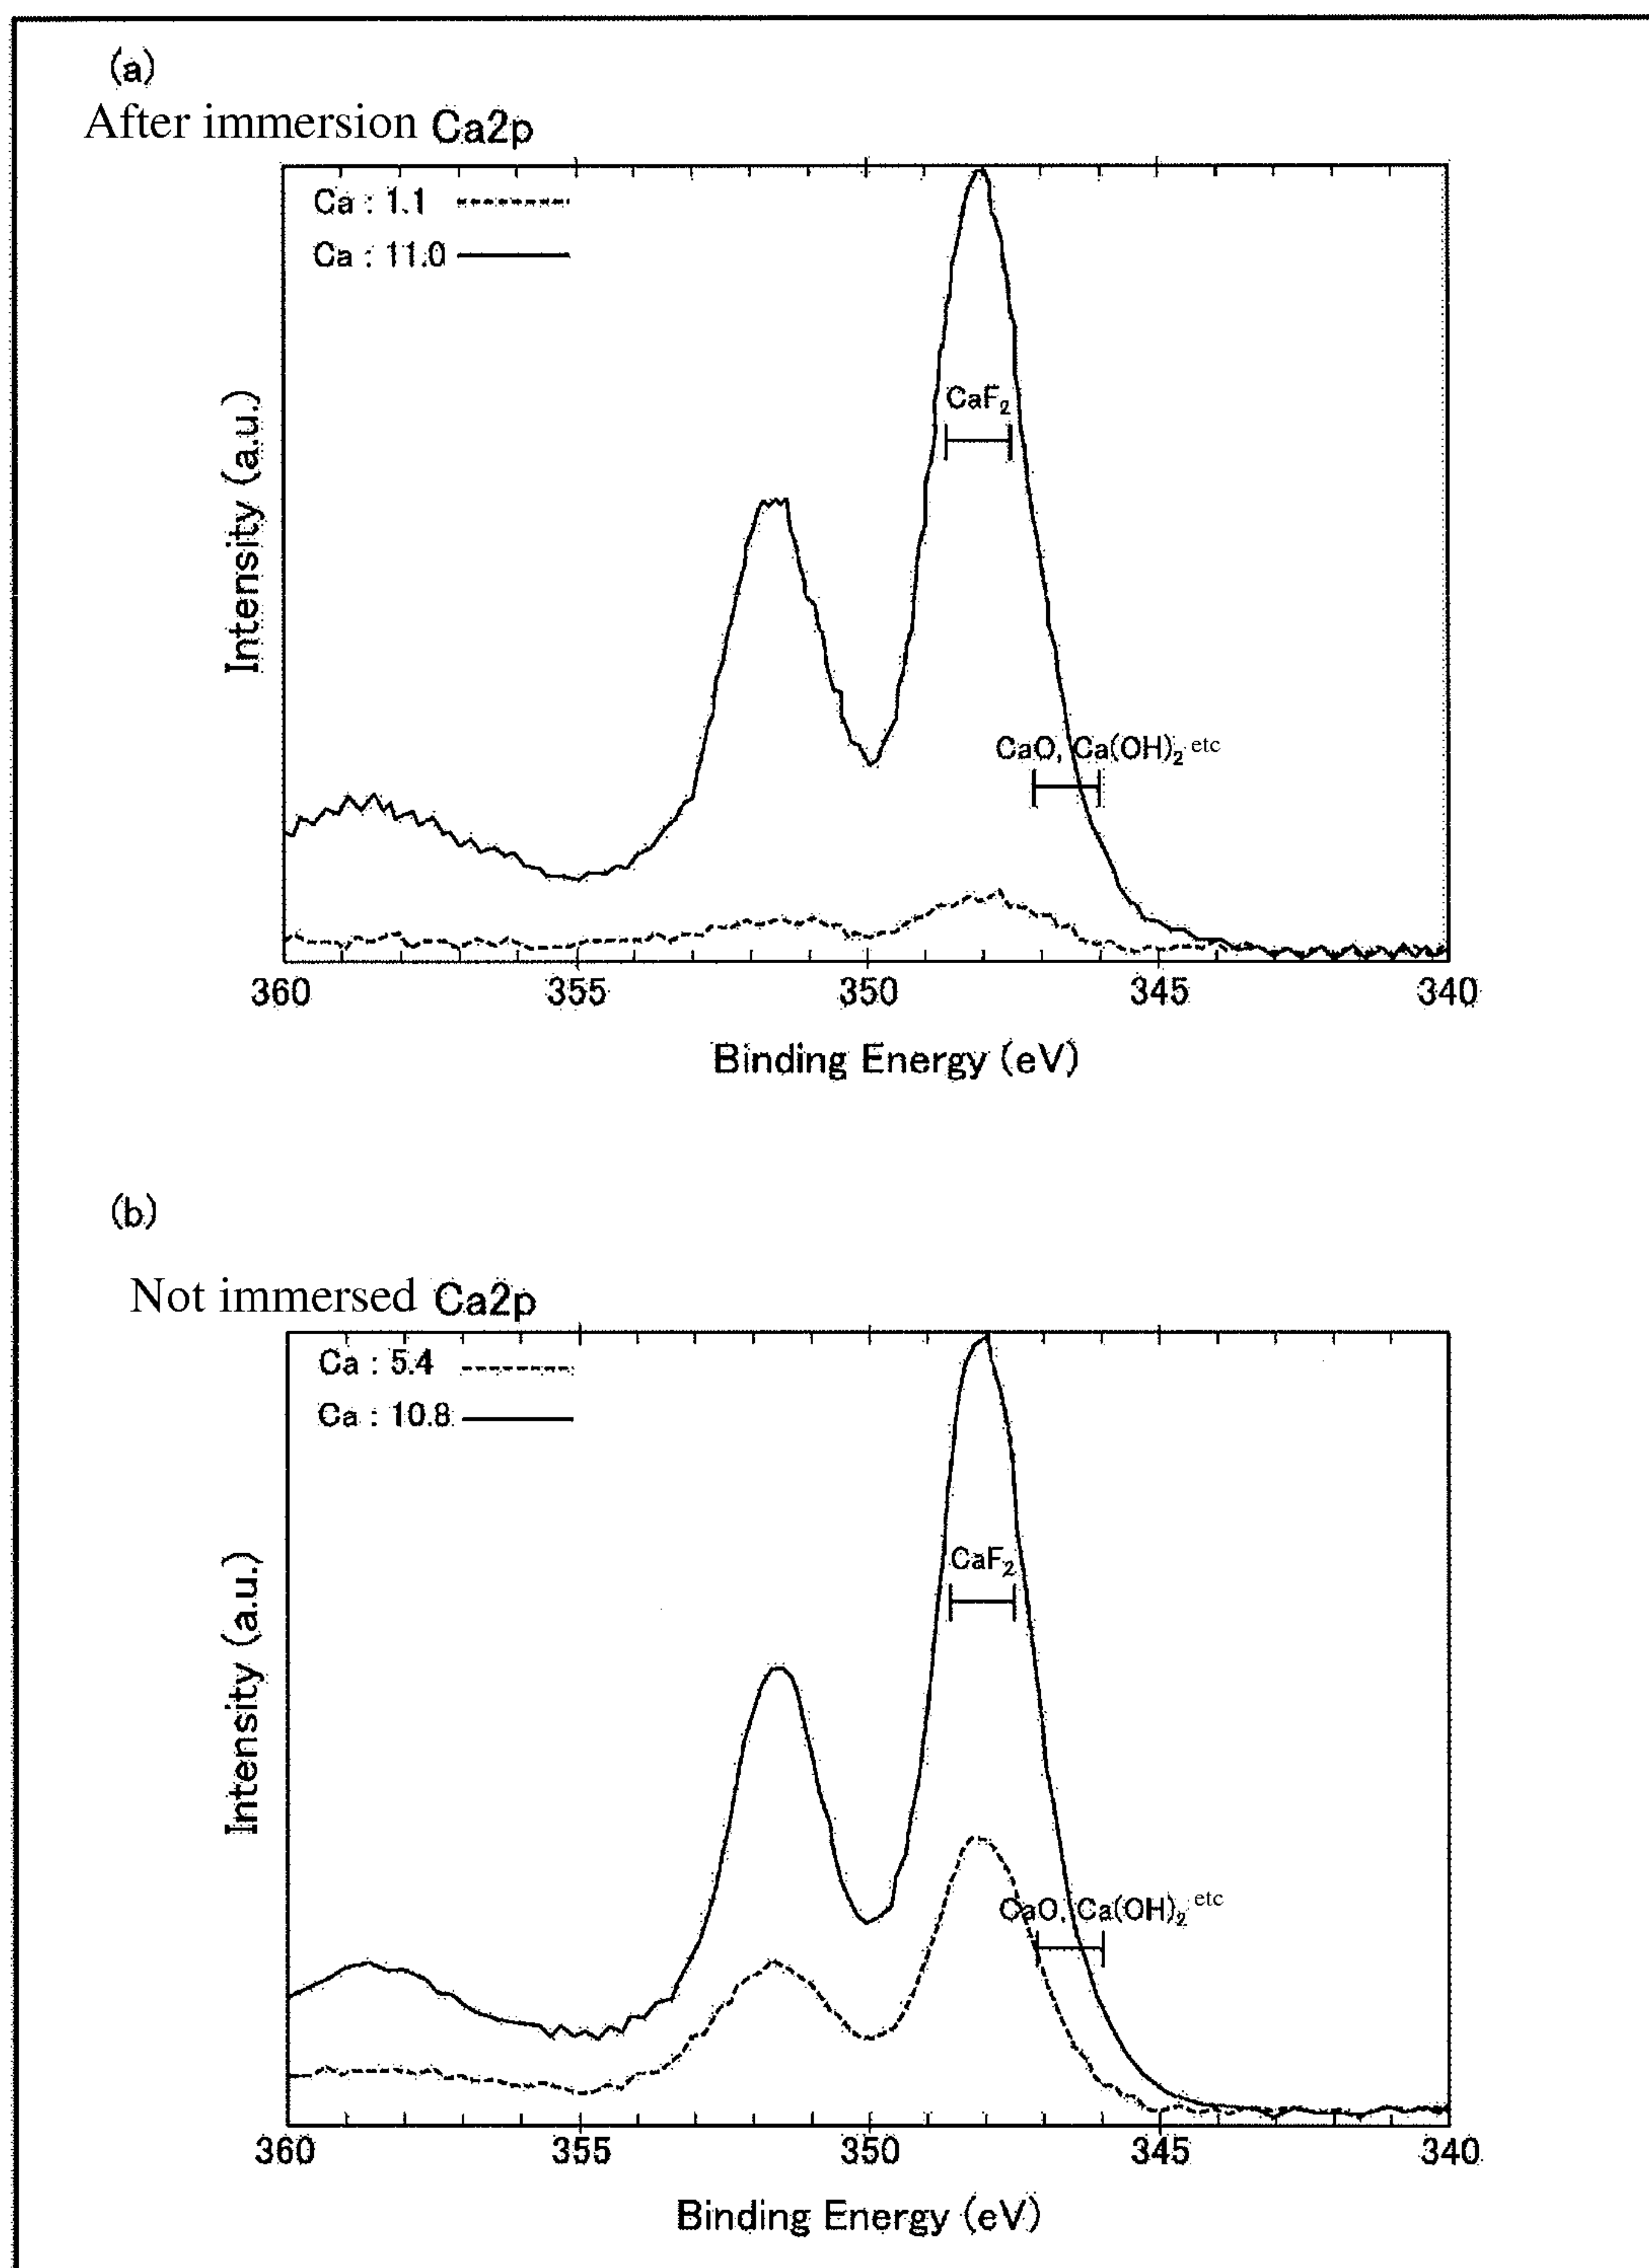 (a)
After immersion Ca2p
Ca : 1.1
Ca : 11.0
CaF₂
CaO, Ca(OH)₂ etc
Intensity (a.u.)
360 355 350 345 340
Binding Energy (eV)
(b)
Not immersed Ca2p
Ca : 5.4
Ca : 10.8
CaF₂
CaO, Ca(OH)₂ etc
Intensity (a.u.)
360 355 350 345 340
Binding Energy (eV)